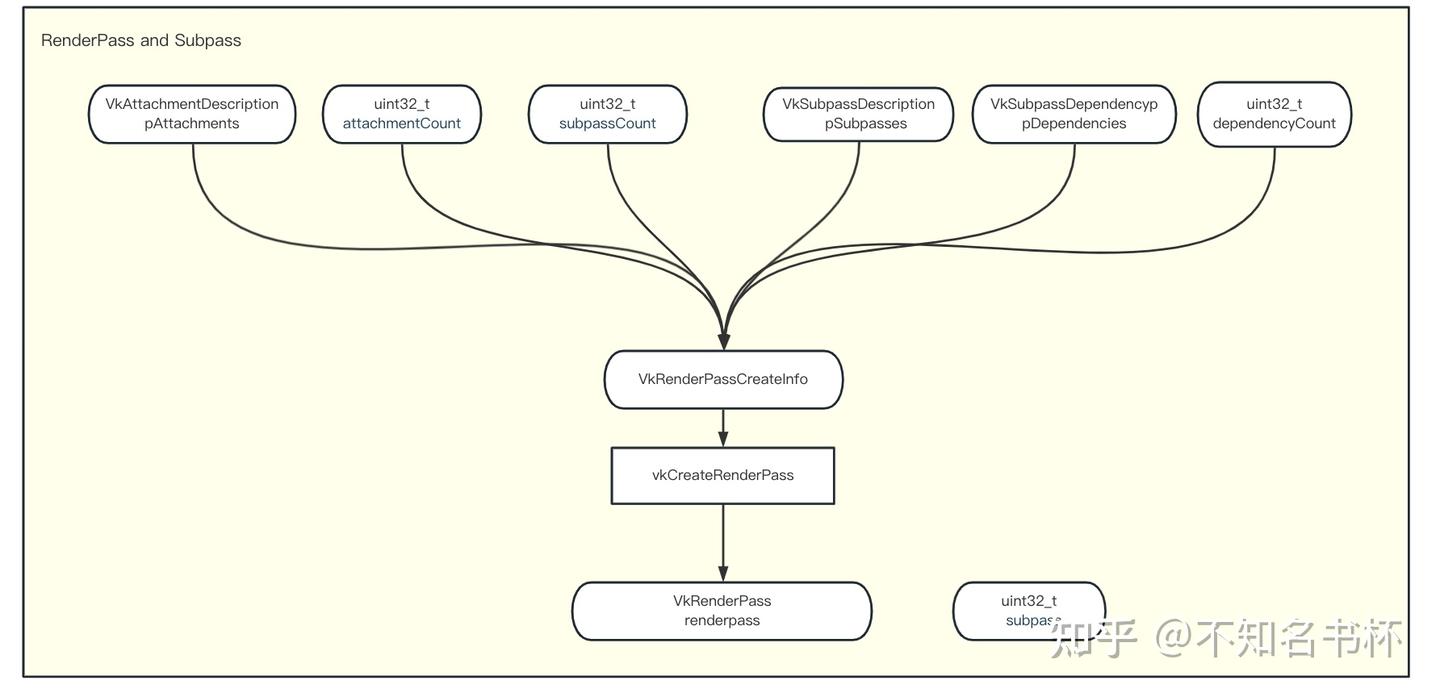 RenderPass and Subpass
VkAttachmentDescription
pAttachments
uint32_t
attachmentCount
uint32_t
subpassCount
VkSubpassDescription
pSubpasses
VkSubpassDependencyp
pDependencies
uint32_t
dependencyCount
VkRenderPassCreateInfo
vkCreateRenderPass
VkRenderPass
renderpass
uint32_t
subpass
知乎 @不知名书杯